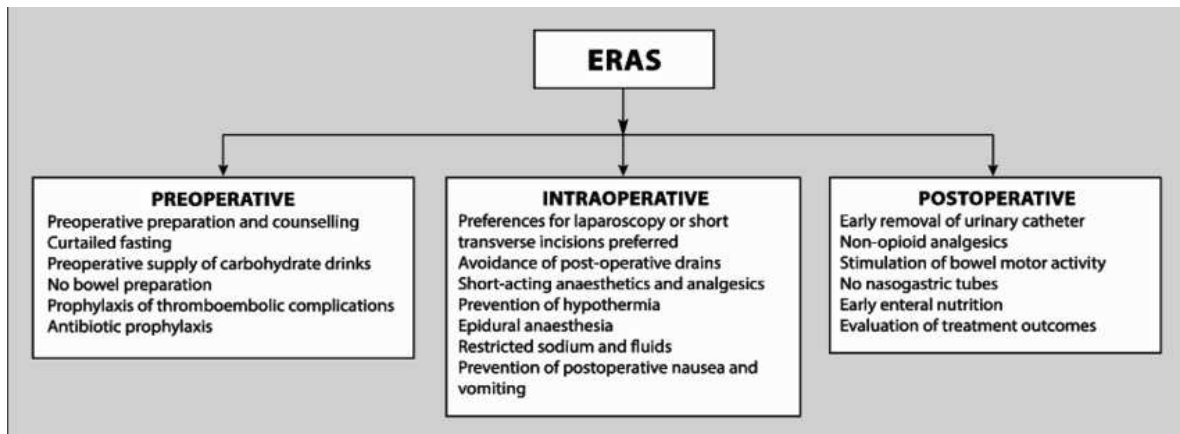 ERAS
PREOPERATIVE
Preoperative preparation and counselling
Curtailed fasting
Preoperative supply of carbohydrate drinks
No bowel preparation
Prophylaxis of thromboembolic complications
Antibiotic prophylaxis
INTRAOPERATIVE
Preferences for laparoscopy or short
transverse incisions preferred
Avoidance of post-operative drains
Short-acting anaesthetics and analgesics
Prevention of hypothermia
Epidural anaesthesia
Restricted sodium and fluids
Prevention of postoperative nausea and
vomiting
POSTOPERATIVE
Early removal of urinary catheter
Non-opioid analgesics
Stimulation of bowel motor activity
No nasogastric tubes
Early enteral nutrition
Evaluation of treatment outcomes